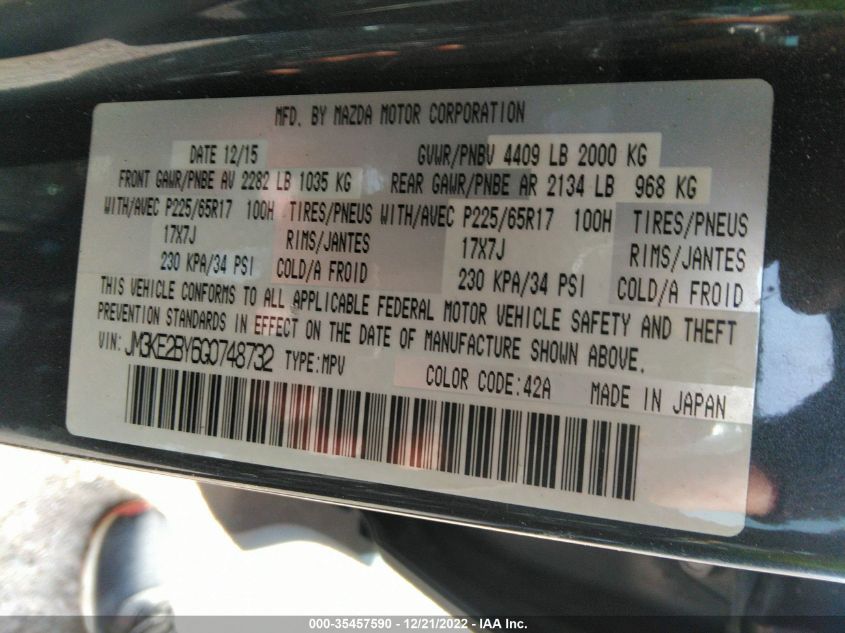 MFD. BY MAZDA MOTOR CORPORATION
DATE 12/15 GVWR/PNBV 4409 LB 2000 KG
FRONT GAWR/PNBE AV 2282 LB 1035 KG REAR GAWR/PNBE AR 2134 LB 968 KG
WITH/AVEC P225/65R17 100H TIRES/PNEUS WITH/AVEC P225/65R17 100H TIRES/PNEUS
17X7J RIMS/JANTES 17X7J RIMS/JANTES
230 KPA/34 PSI COLD/A FROID 230 KPA/34 PSI COLD/A FROID
THIS VEHICLE CONFORMS TO ALL APPLICABLE FEDERAL MOTOR VEHICLE SAFETY AND THEFT
PREVENTION STANDARDS IN EFFECT ON THE DATE OF MANUFACTURE SHOWN ABOVE.
VIN: JM3KE2BY6G0748732 TYPE:MPV COLOR CODE:42A MADE IN JAPAN
000-35457590 - 12/21/2022 - IAA Inc.